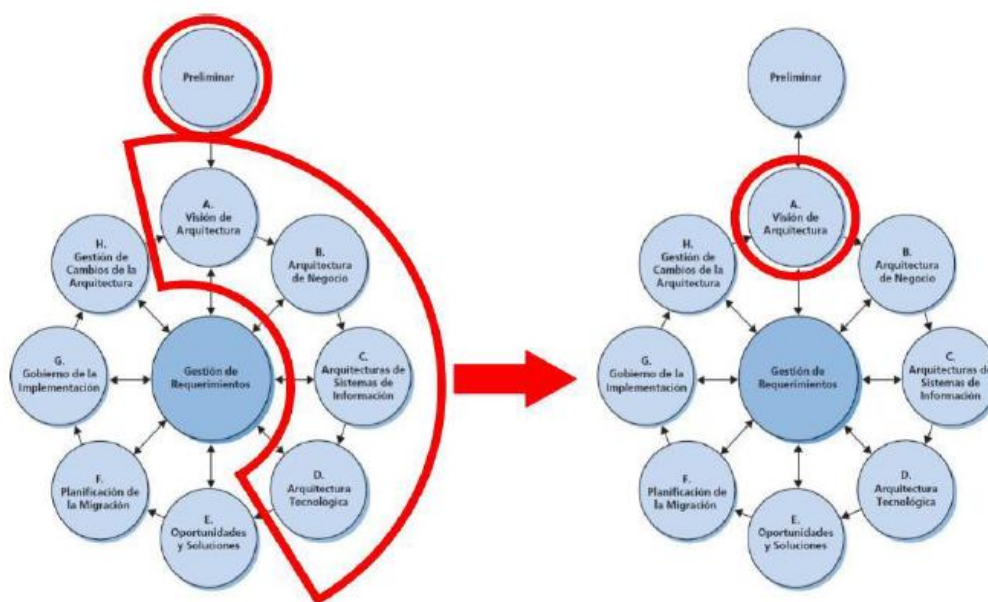 Preliminar
A.
Visión de
Arquitectura
B.
Arquitectura
de Negocio
C.
Arquitecturas de
Sistemas de
Información
D.
Arquitectura
Tecnológica
E.
Oportunidades
y Soluciones
F.
Planificación de
la Migración
G.
Gobierno de la
Implementación
H.
Gestión de
Cambios de la
Arquitectura
Gestión de
Requerimientos
Preliminar
A.
Visión de
Arquitectura
B.
Arquitectura
de Negocio
C.
Arquitecturas de
Sistemas de
Información
D.
Arquitectura
Tecnológica
E.
Oportunidades
y Soluciones
F.
Planificación de
la Migración
G.
Gobierno de la
Implementación
H.
Gestión de
Cambios de la
Arquitectura
Gestión de
Requerimientos